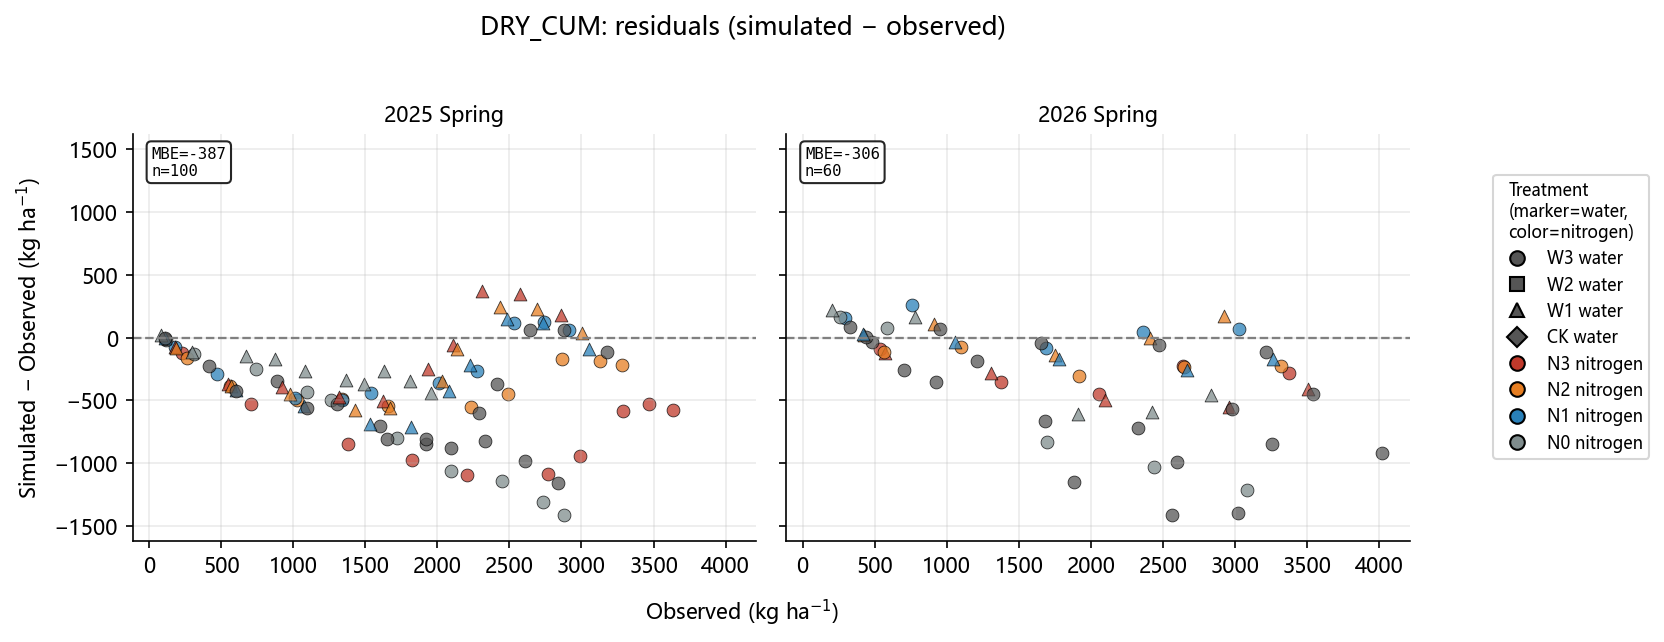 DRY_CUM: residuals (simulated − observed)
2025 Spring
2026 Spring
MBE=-387
n=100
MBE=-306
n=60
1500
1000
500
0
−500
−1000
−1500
Simulated − Observed (kg ha⁻¹)
0 500 1000 1500 2000 2500 3000 3500 4000
0 500 1000 1500 2000 2500 3000 3500 4000
Observed (kg ha⁻¹)
Treatment
(marker=water,
color=nitrogen)
W3 water
W2 water
W1 water
CK water
N3 nitrogen
N2 nitrogen
N1 nitrogen
N0 nitrogen